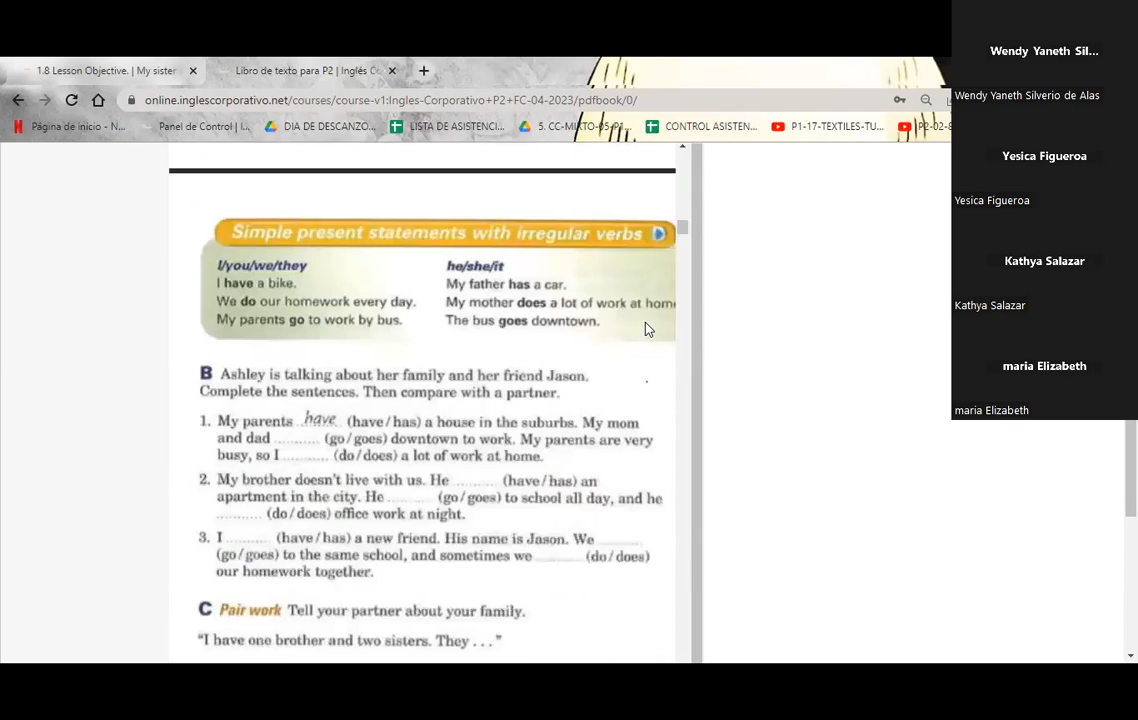 1.8 Lesson Objective. | My sister
Libro de texto para P2 | Inglés C
online.inglescorporativo.net/courses/course-v1:Ingles-Corporativo+P2+FC-04-2023/pdfbook/0/
Página de inicio - N...
Panel de Control | I...
DIA DE DESCANZO...
LISTA DE ASISTENCI...
5. CC-MIXTO-05-P1...
CONTROL ASISTEN...
P1-17-TEXTILES-TU...
P2-02-8
Simple present statements with irregular verbs
I/you/we/they
I have a bike.
We do our homework every day.
My parents go to work by bus.
he/she/it
My father has a car.
My mother does a lot of work at hom
The bus goes downtown.
B Ashley is talking about her family and her friend Jason.
Complete the sentences. Then compare with a partner.
1. My parents have (have/has) a house in the suburbs. My mom
and dad .......... (go/goes) downtown to work. My parents are very
busy, so I .......... (do/does) a lot of work at home.
2. My brother doesn't live with us. He .......... (have/has) an
apartment in the city. He .......... (go/goes) to school all day, and he
.......... (do/does) office work at night.
3. I .......... (have/has) a new friend. His name is Jason. We ..........
(go/goes) to the same school, and sometimes we .......... (do/does)
our homework together.
C Pair work Tell your partner about your family.
"I have one brother and two sisters. They . . ."
Wendy Yaneth Sil...
Wendy Yaneth Silverio de Alas
Yesica Figueroa
Yesica Figueroa
Kathya Salazar
Kathya Salazar
maria Elizabeth
maria Elizabeth